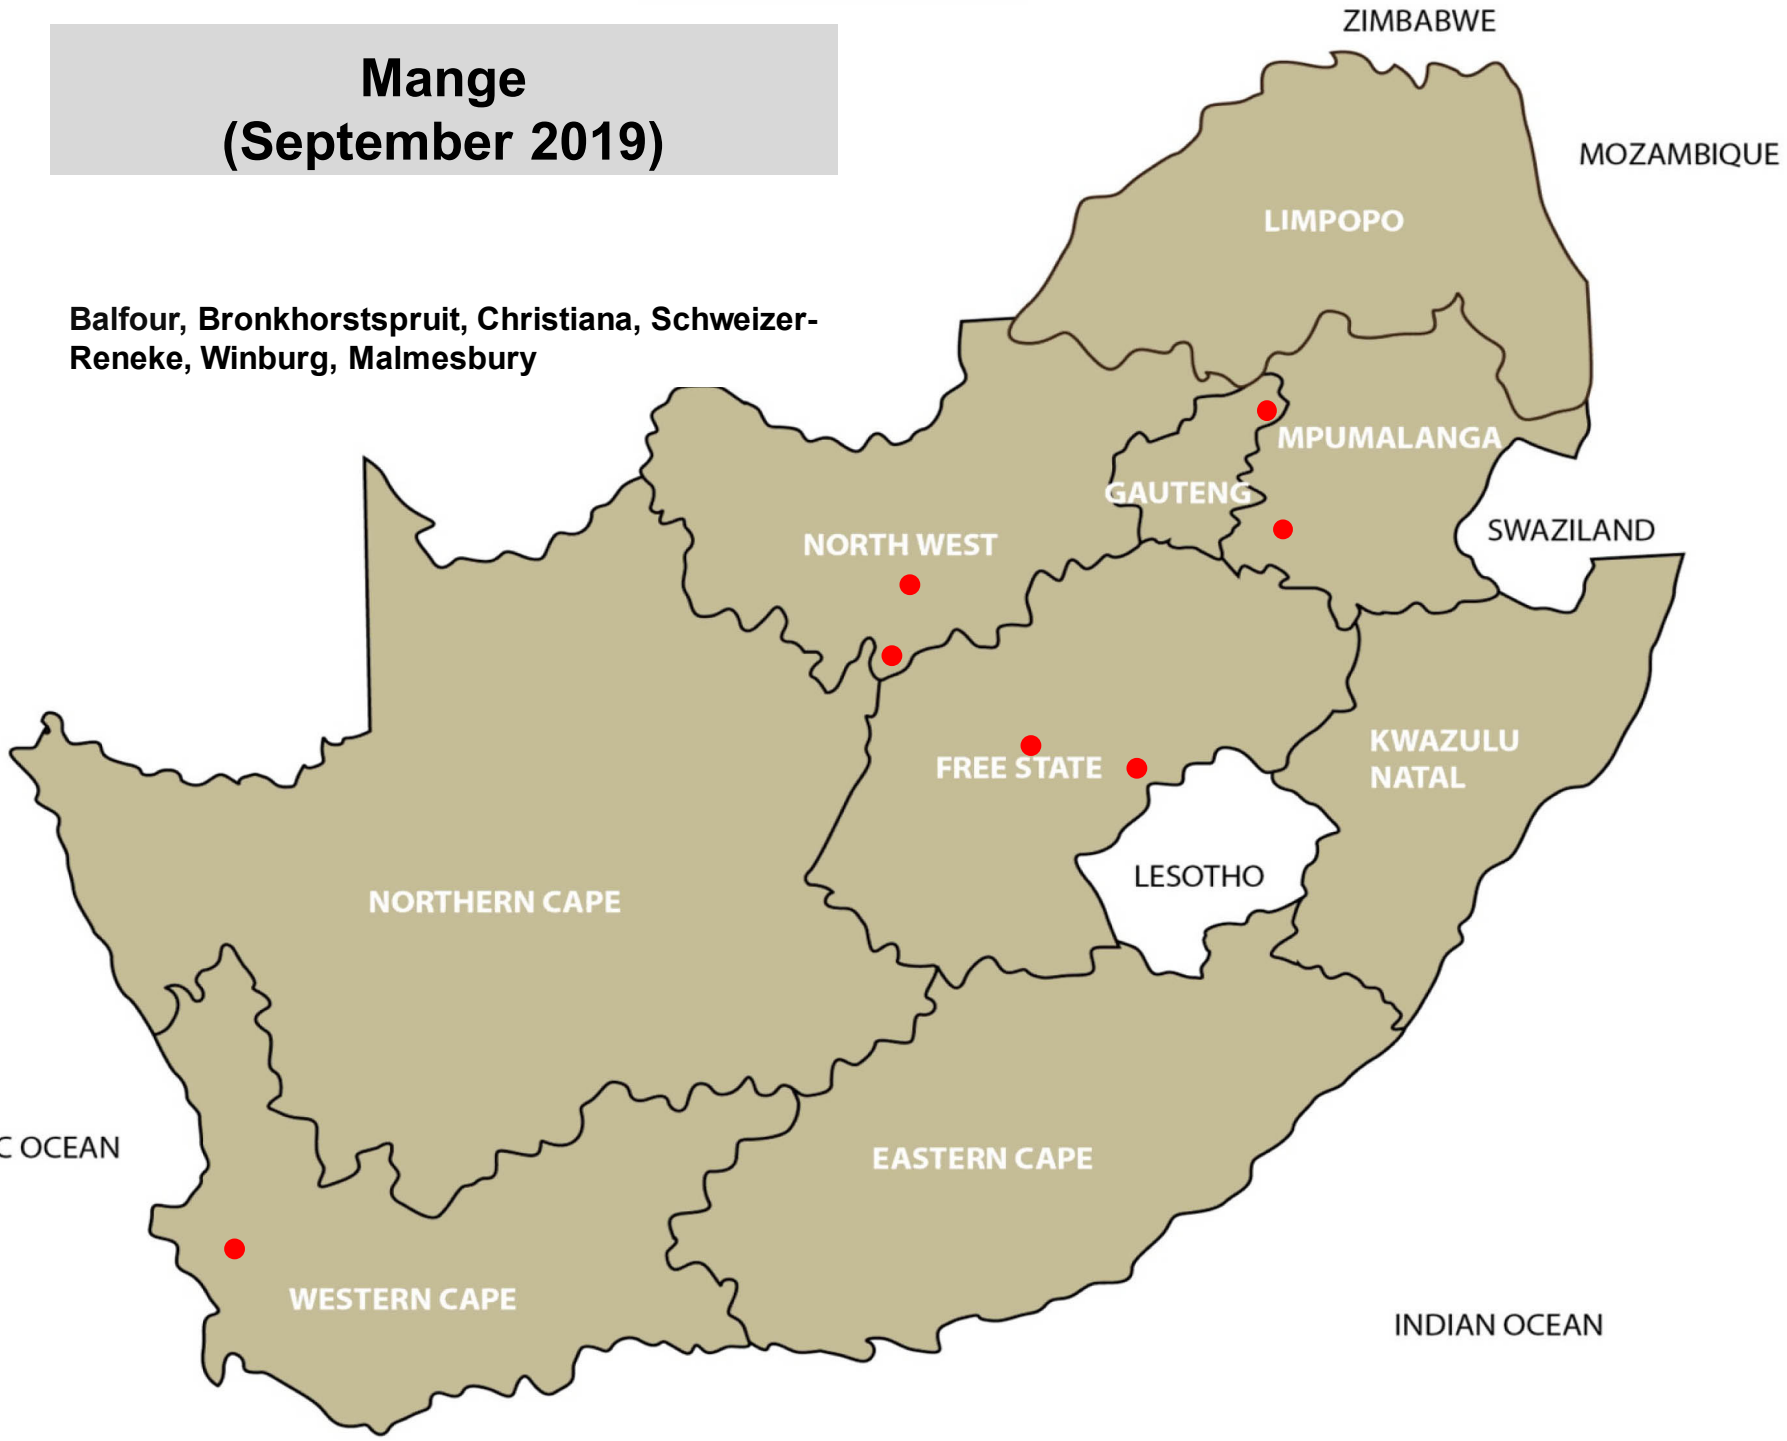 Mange
(September 2019)
Balfour, Bronkhorstspruit, Christiana, Schweizer-
Reneke, Winburg, Malmesbury
ZIMBABWE
MOZAMBIQUE
LIMPOPO
MPUMALANGA
GAUTENG
SWAZILAND
NORTH WEST
KWAZULU
NATAL
FREE STATE
LESOTHO
NORTHERN CAPE
C OCEAN
EASTERN CAPE
WESTERN CAPE
INDIAN OCEAN